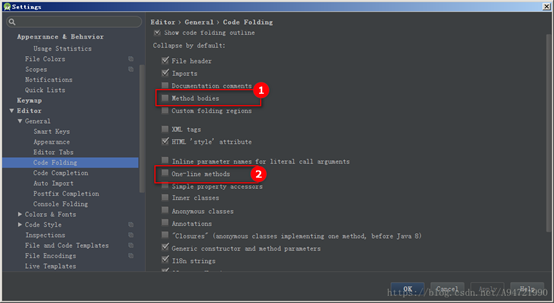 Settings
Editor › General › Code Folding
Show code folding outline
Collapse by default:
File header
Imports
Documentation comments
Method bodies
1
Custom folding regions
XML tags
HTML 'style' attribute
Inline parameter names for literal call arguments
One-line methods
2
Simple property accessors
Inner classes
Anonymous classes
Annotations
"Closures" (anonymous classes implementing one method, before Java 8)
Generic constructor and method parameters
I18n strings
Appearance & Behavior
Usage Statistics
File Colors
Scopes
Notifications
Quick Lists
Keymap
Editor
General
Smart Keys
Appearance
Editor Tabs
Code Folding
Code Completion
Auto Import
Postfix Completion
Console Folding
Colors & Fonts
Code Style
Inspections
File and Code Templates
File Encodings
Live Templates
OK
Cancel
Apply
Help